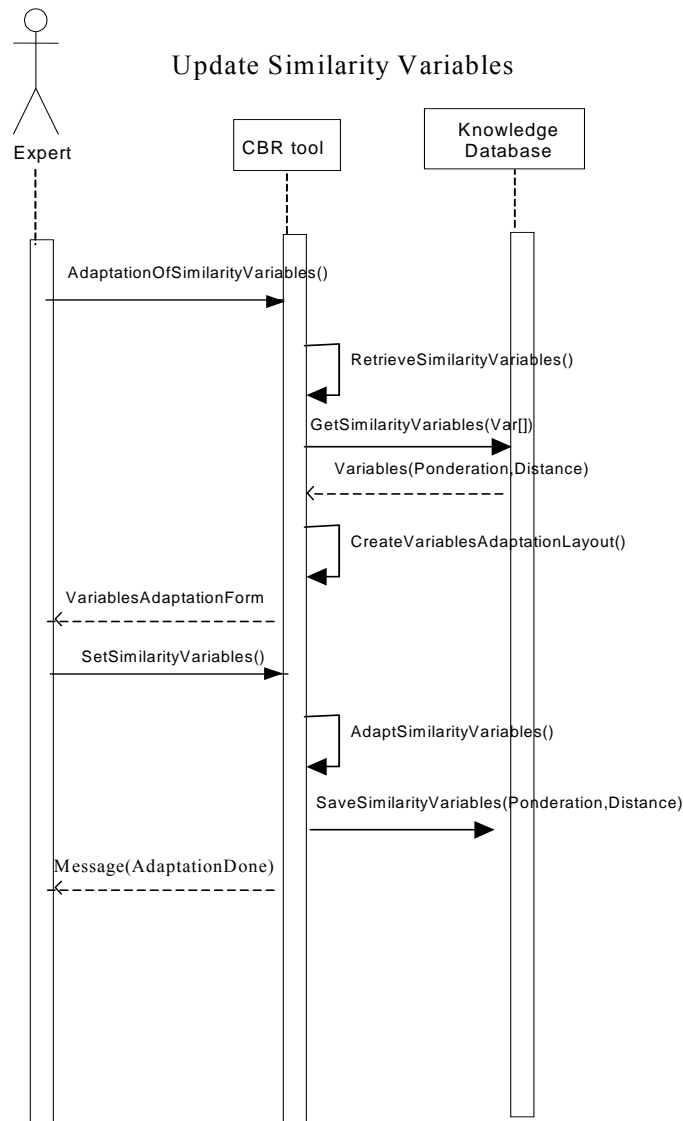 Update Similarity Variables
Expert
CBR tool
Knowledge
Database
AdaptationOfSimilarityVariables()
RetrieveSimilarityVariables()
GetSimilarityVariables(Var[])
Variables(Ponderation,Distance)
CreateVariablesAdaptationLayout()
VariablesAdaptationForm
SetSimilarityVariables()
AdaptSimilarityVariables()
SaveSimilarityVariables(Ponderation,Distance)
Message(AdaptationDone)